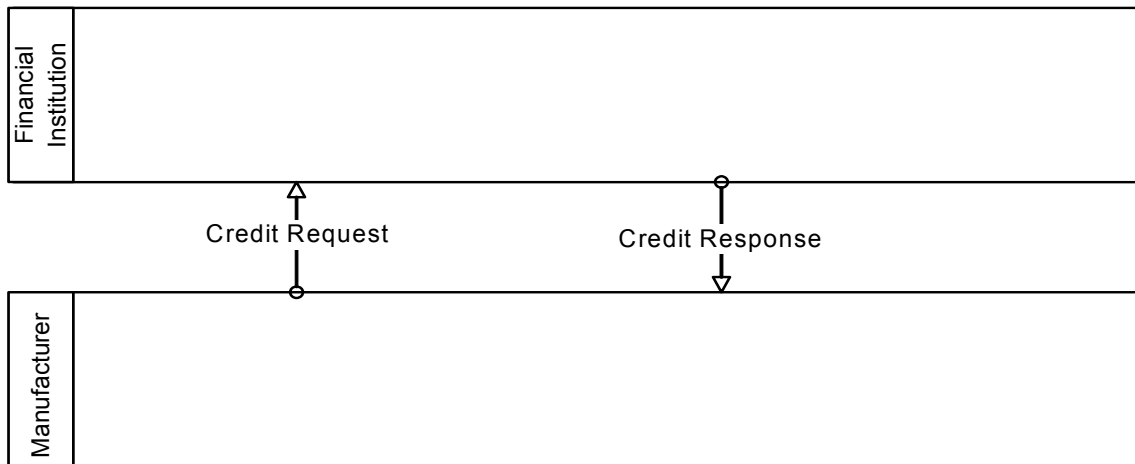 Financial
Institution
Credit Request
Credit Response
Manufacturer